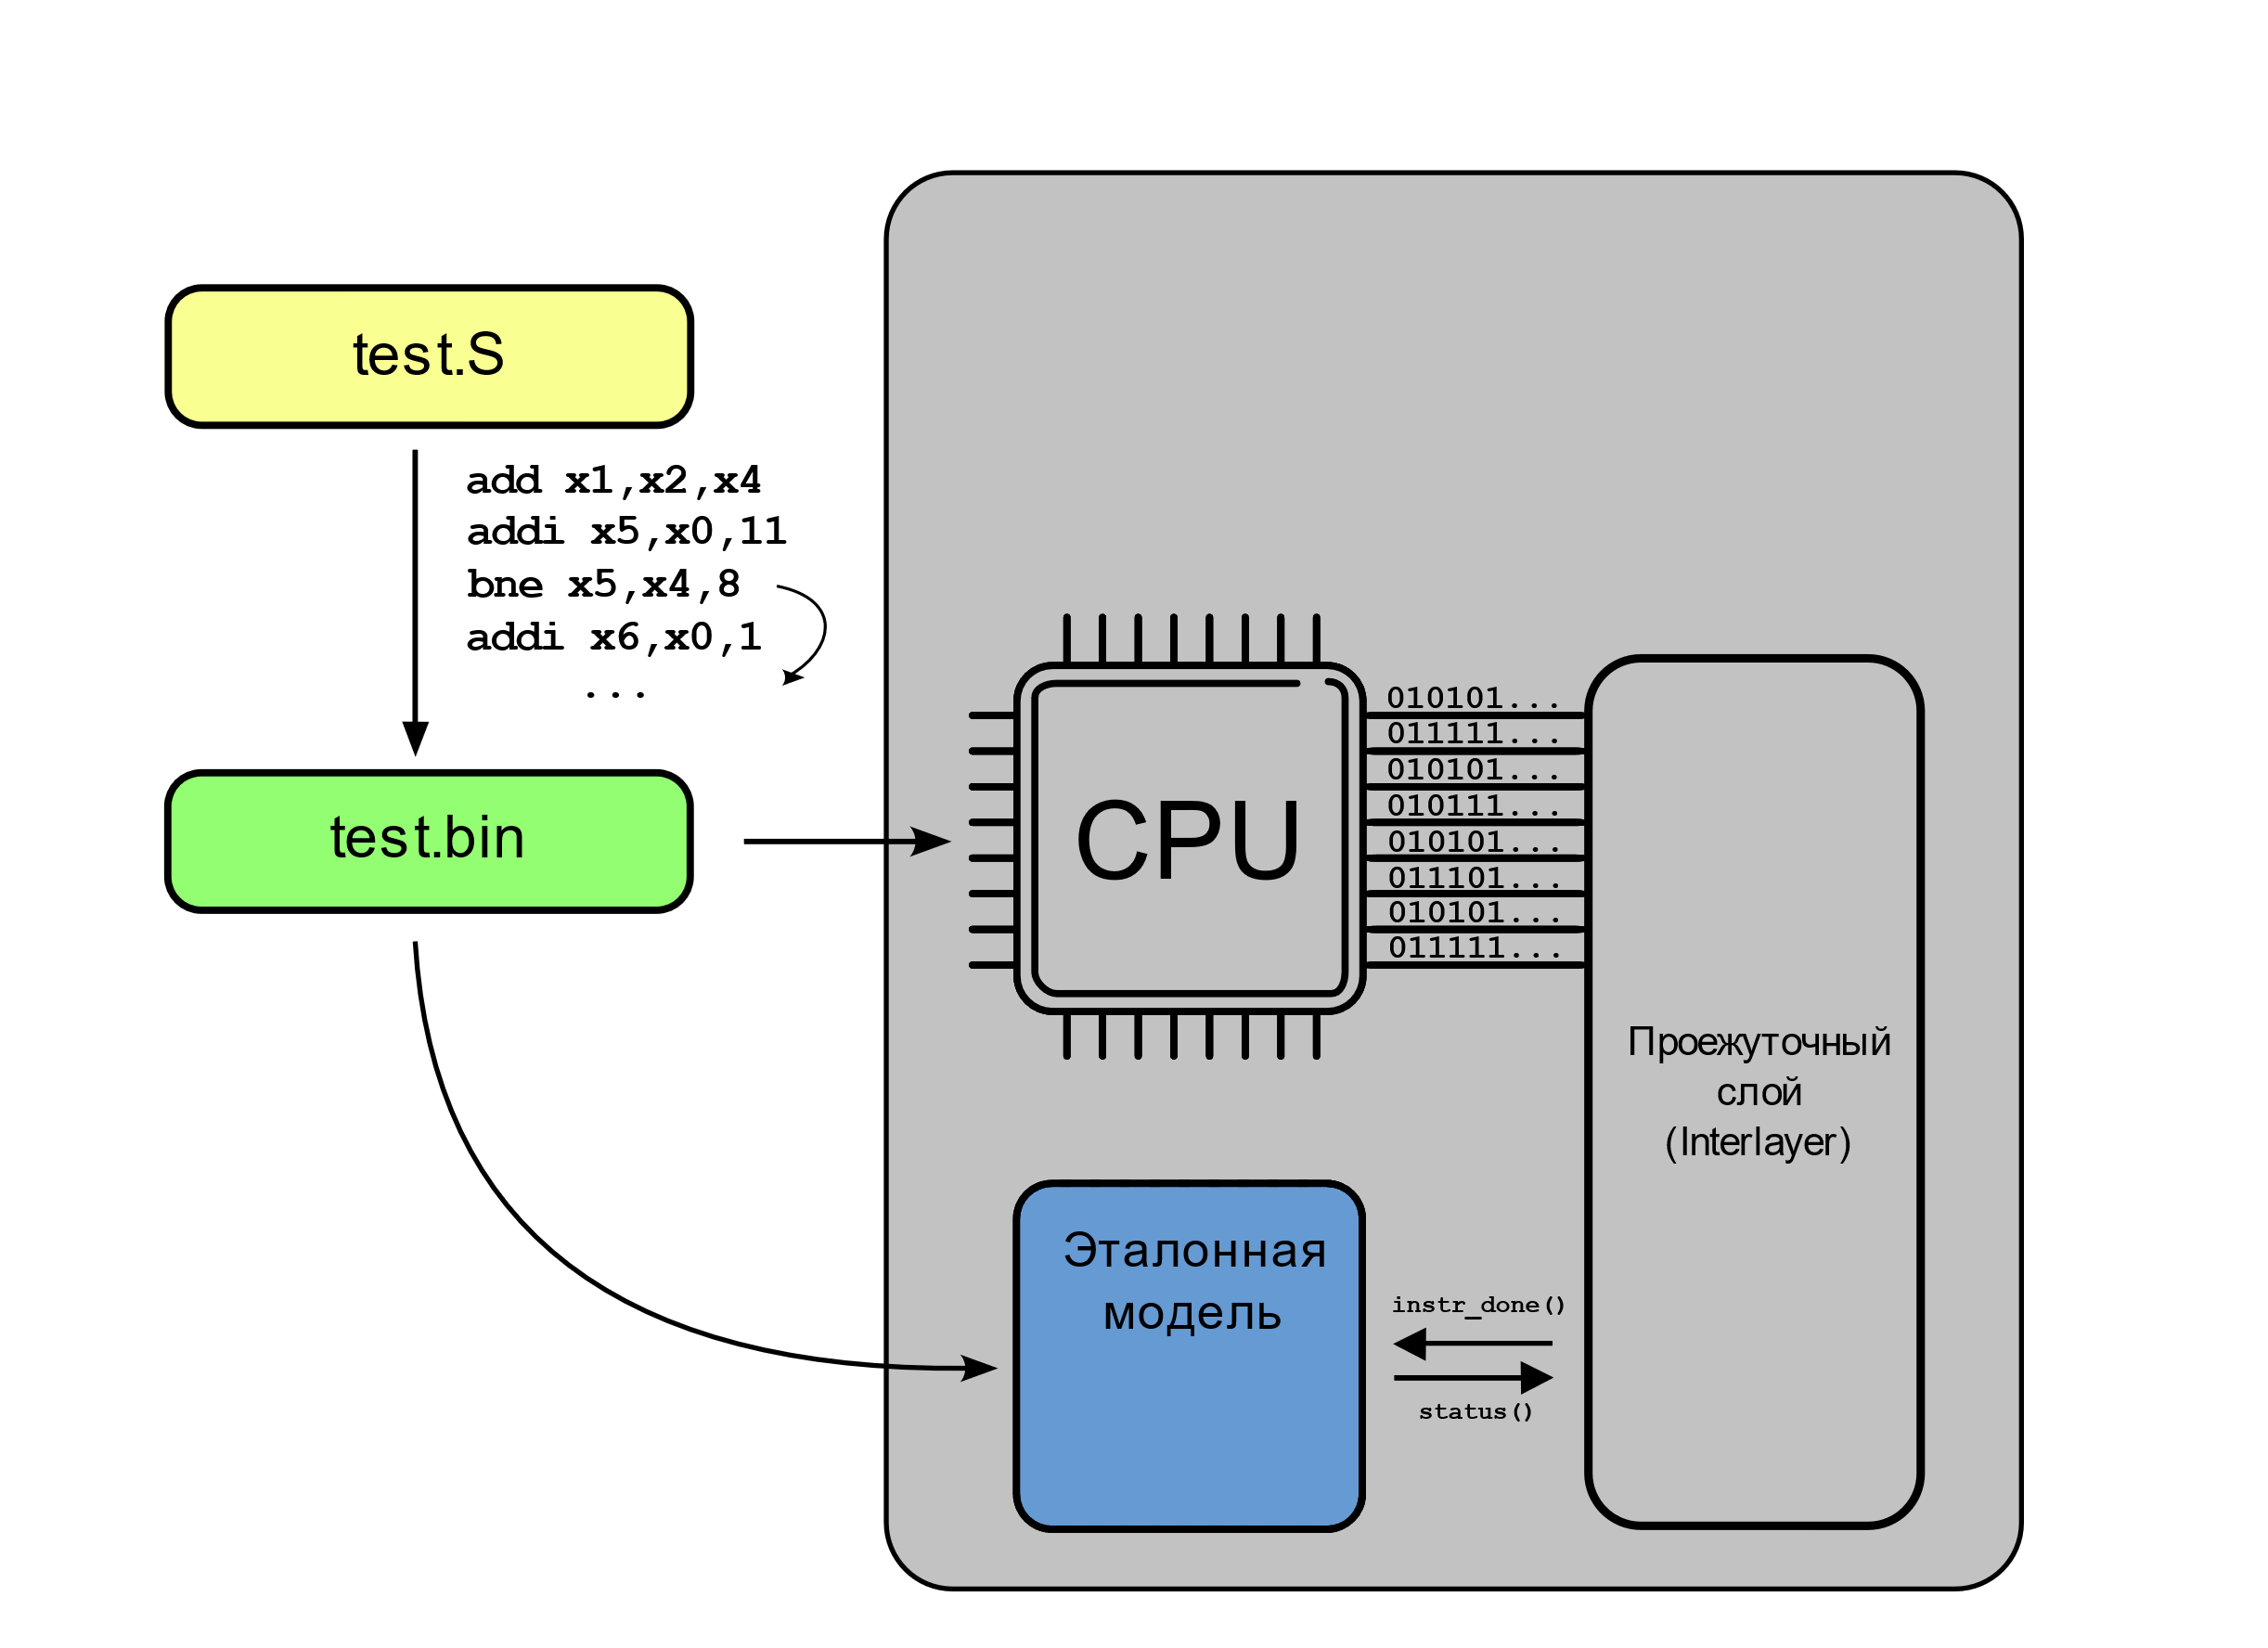 test.S
add x1,x2,x4
addi x5,x0,11
bne x5,x4,8
addi x6,x0,1
...
test.bin
CPU
010101...
011111...
010101...
010111...
010101...
011101...
010101...
011111...
Проежуточный
слой
(Interlayer)
Эталонная
модель
instr_done()
status()